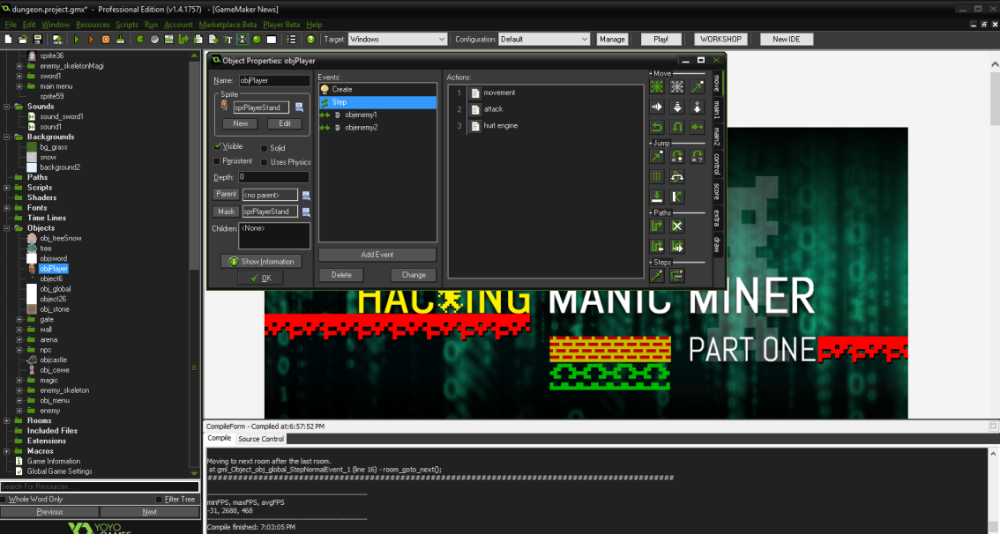 dungeon.project.gmx* - Professional Edition (v1.4.1757) - [GameMaker News]
File Edit Window Resources Scripts Run Account Marketplace Beta Player Beta Help
Target: Windows Configuration: Default Manage Play! WORKSHOP New IDE
sprite36
enemy_skeletonMagi
sword1
main menu
sprite59
Sounds
sound_sword1
sound1
Backgrounds
bg_grass
snow
background2
Paths
Scripts
Shaders
Fonts
Time Lines
Objects
obj_treeSnow
tree
objsword
objPlayer
object6
obj_global
object26
obj_stone
gate
wall
arena
npc
objcastle
obj_cewe
magic
enemy_skeleton
obj_menu
enemy
Rooms
Included Files
Extensions
Macros
Game Information
Global Game Settings
Search For Resources...
Whole Word Only Filter Tree
Previous Next
YOYO
GAMES
Object Properties: objPlayer
Name: objPlayer
Sprite
sprPlayerStand
New Edit
Visible Solid
Persistent Uses Physics
Depth: 0
Parent <no parent>
Mask sprPlayerStand
Children: <None>
Show Information
OK
Events:
Create
Step
objenemy1
objenemy2
Add Event
Delete Change
Actions:
1 movement
2 attack
3 hurt engine
Move
Jump
Paths
Steps
move
main1
main2
control
score
extra
draw
HACKING MANIC MINER
PART ONE
CompileForm - Compiled at:6:57:52 PM
Compile Source Control
Moving to next room after the last room.
at gml_Object_obj_global_StepNormalEvent_1 (line 16) - room_goto_next();
minFPS, maxFPS, avgFPS
-31, 2688, 468
Compile finished: 7:03:05 PM